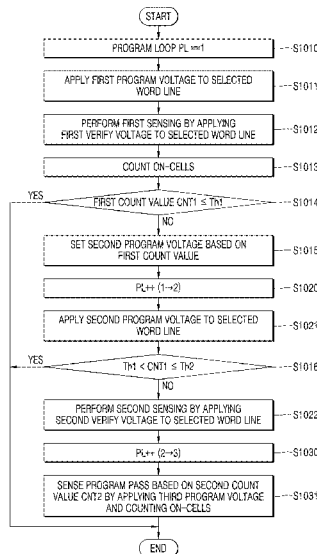 START
PROGRAM LOOP PL = 1
S1010
APPLY FIRST PROGRAM VOLTAGE TO SELECTED
WORD LINE
S1011
PERFORM FIRST SENSING BY APPLYING
FIRST VERIFY VOLTAGE TO SELECTED WORD LINE
S1012
COUNT ON-CELLS
S1013
YES
FIRST COUNT VALUE CNT1 ≤ Th1
S1014
NO
SET SECOND PROGRAM VOLTAGE BASED ON
FIRST COUNT VALUE
S1015
PL++ (1→2)
S1020
APPLY SECOND PROGRAM VOLTAGE TO SELECTED
WORD LINE
S1021
YES
Th1 < CNT1 ≤ Th2
S1016
NO
PERFORM SECOND SENSING BY APPLYING
SECOND VERIFY VOLTAGE TO SELECTED WORD LINE
S1022
PL++ (2→3)
S1030
SENSE PROGRAM PASS BASED ON SECOND COUNT
VALUE CNT2 BY APPLYING THIRD PROGRAM VOLTAGE
AND COUNTING ON-CELLS
S1031
END